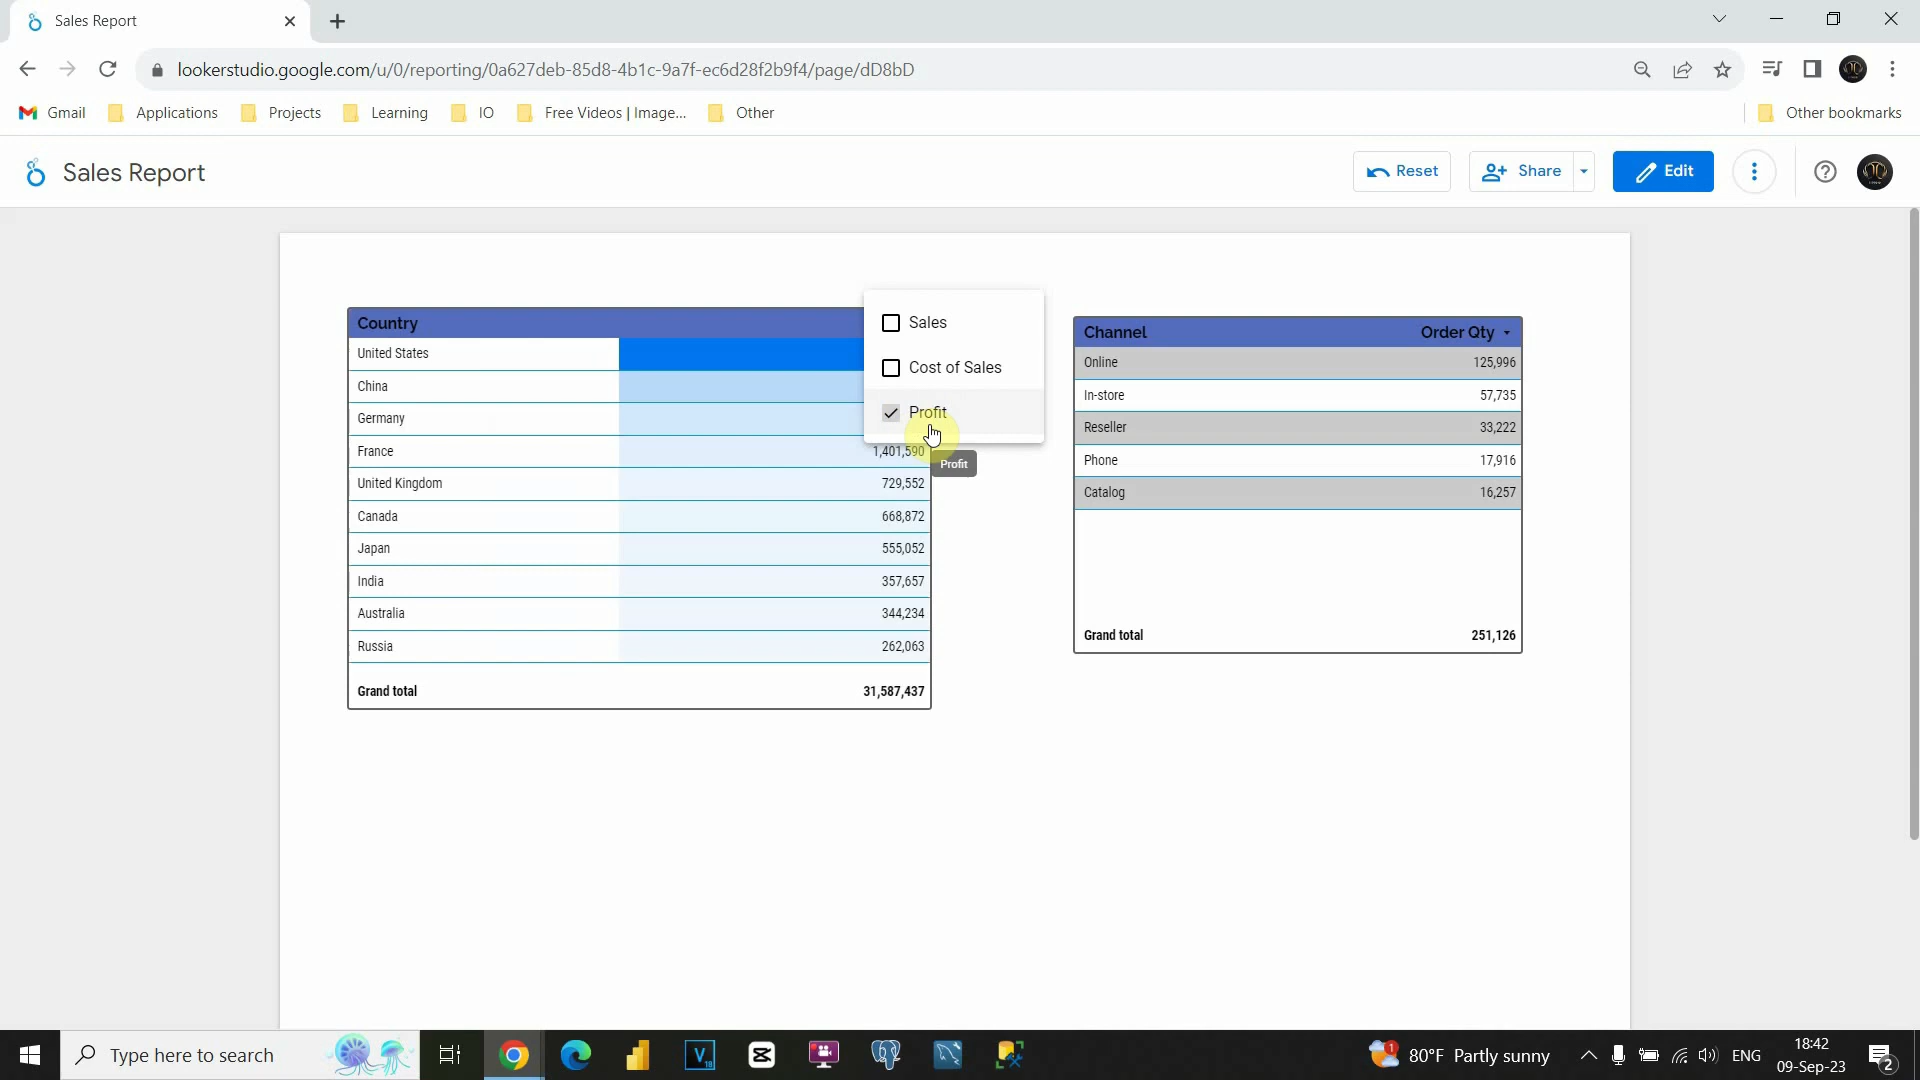 Sales Report
lookerstudio.google.com/u/0/reporting/0a627deb-85d8-4b1c-9a7f-ec6d28f2b9f4/page/dD8bD
Gmail Applications Projects Learning IO Free Videos | Image... Other Other bookmarks
Sales Report Reset Share Edit
Country
United States
China
Germany
France 1,401,590
United Kingdom 729,552
Canada 668,872
Japan 555,052
India 357,657
Australia 344,234
Russia 262,063
Grand total 31,587,437
Sales
Cost of Sales
Profit
Profit
Channel Order Qty
Online 125,996
In-store 57,735
Reseller 33,222
Phone 17,916
Catalog 16,257
Grand total 251,126
Type here to search
V
18
1
80°F Partly sunny
ENG
18:42
09-Sep-23
2